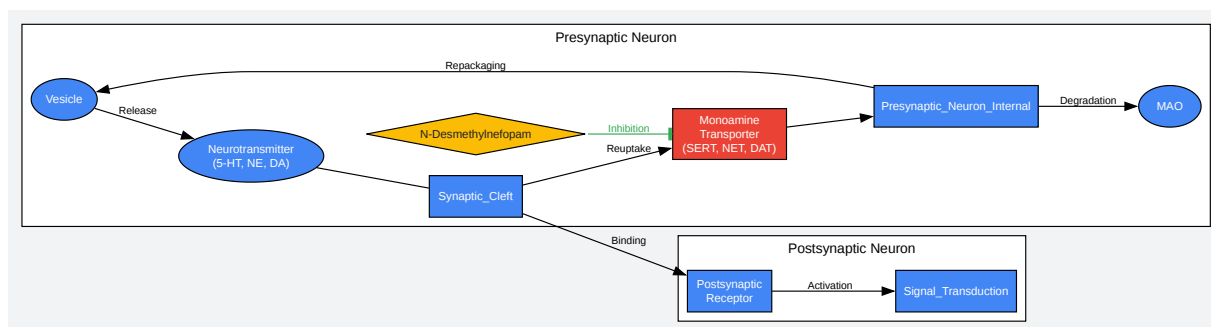 Presynaptic Neuron
Repackaging
Vesicle
Release
Neurotransmitter
(5-HT, NE, DA)
N-Desmethylnefopam
Inhibition
Reuptake
Monoamine
Transporter
(SERT, NET, DAT)
Presynaptic_Neuron_Internal
Degradation
MAO
Synaptic_Cleft
Binding
Postsynaptic Neuron
Postsynaptic
Receptor
Activation
Signal_Transduction